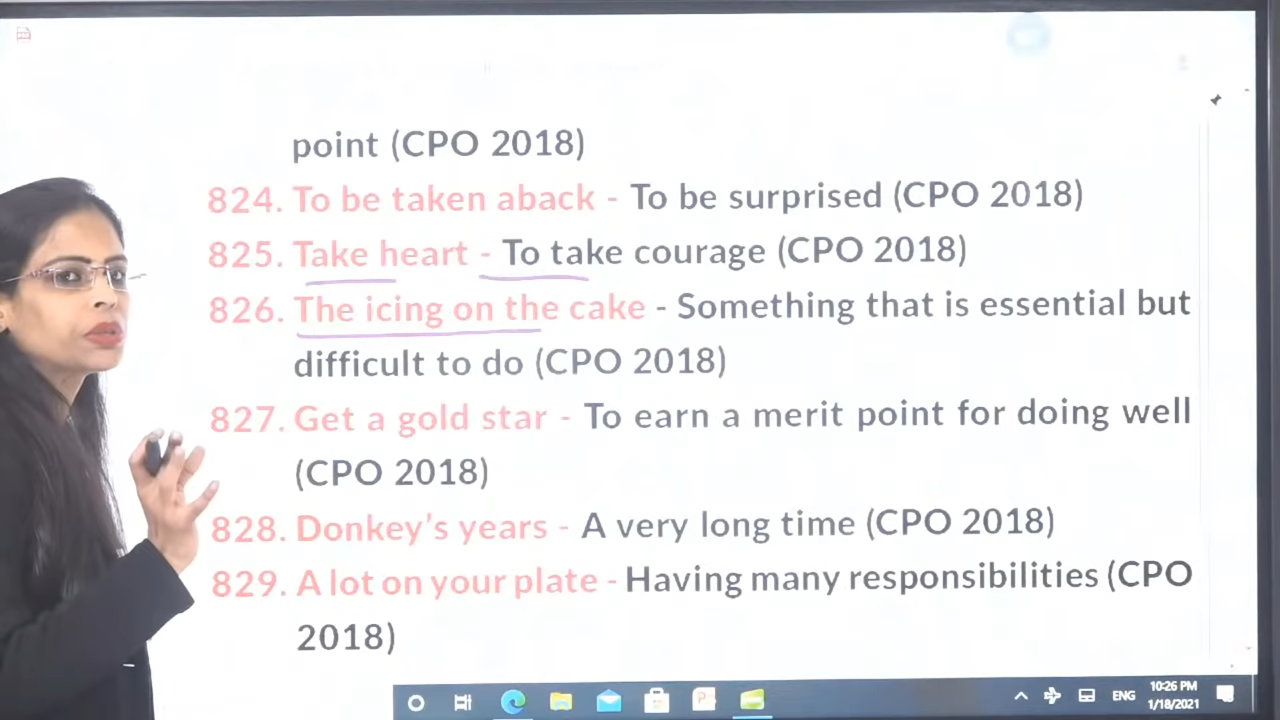 point (CPO 2018)
824. To be taken aback - To be surprised (CPO 2018)
825. Take heart - To take courage (CPO 2018)
826. The icing on the cake - Something that is essential but
difficult to do (CPO 2018)
827. Get a gold star - To earn a merit point for doing well
(CPO 2018)
828. Donkey's years - A very long time (CPO 2018)
829. A lot on your plate - Having many responsibilities (CPO
2018)
ENG
10:26 PM
1/18/2021